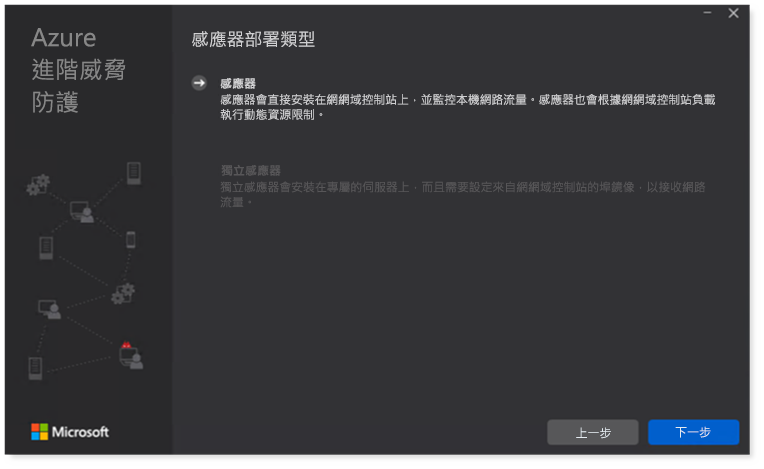 Azure
進階威脅
防護
感應器部署類型
感應器
感應器會直接安裝在網網域控制站上，並監控本機網路流量。感應器也會根據網網域控制站負載
執行動態資源限制。
獨立感應器
獨立感應器會安裝在專屬的伺服器上，而且需要設定來自網網域控制站的埠鏡像，以接收網路
流量。
Microsoft
上一步
下一步